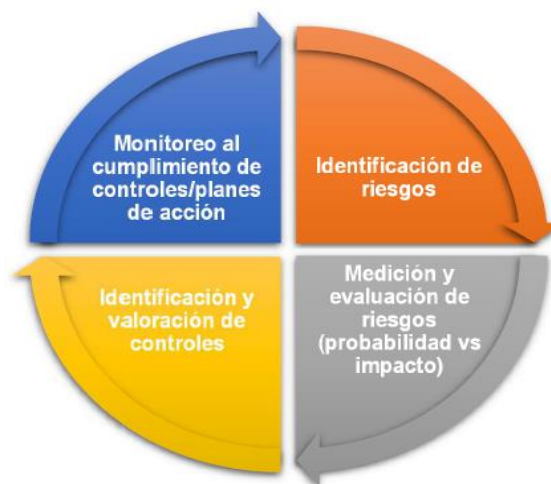 Monitoreo al
cumplimiento de
controles/planes
de acción
Identificación de
riesgos
Medición y
evaluación de
riesgos
(probabilidad vs
impacto)
Identificación y
valoración de
controles